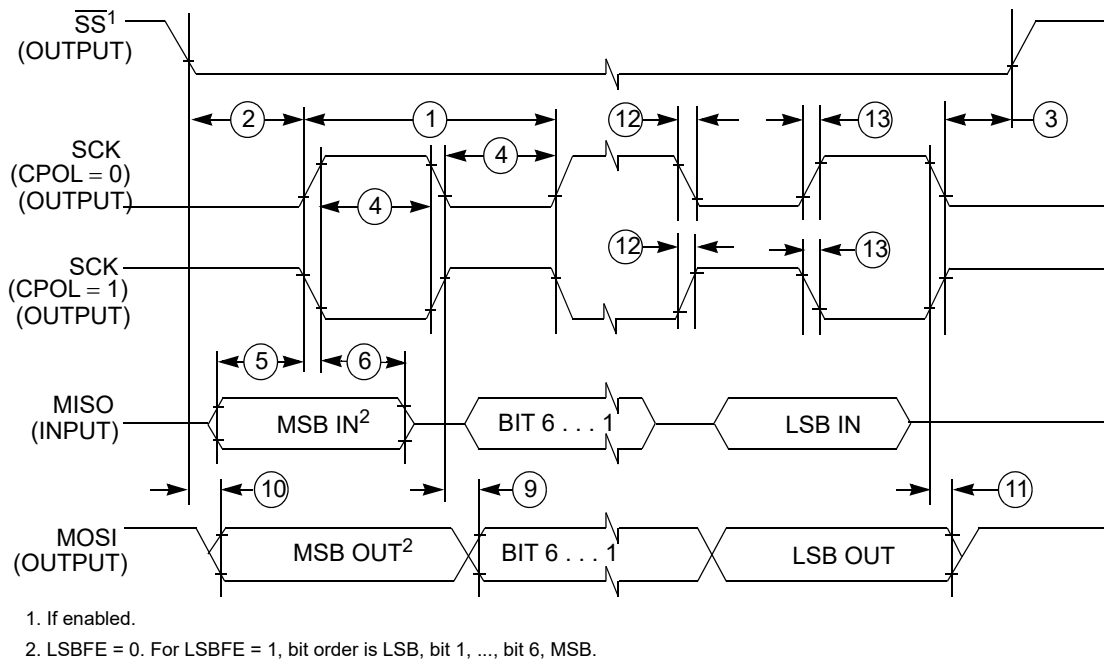 SS¹
(OUTPUT)
2
1
12
13
3
SCK
(CPOL = 0)
(OUTPUT)
4
4
SCK
(CPOL = 1)
(OUTPUT)
12
13
5
6
MISO
(INPUT)
MSB IN²
BIT 6 . . . 1
LSB IN
10
9
11
MOSI
(OUTPUT)
MSB OUT²
BIT 6 . . . 1
LSB OUT
1. If enabled.
2. LSBFE = 0. For LSBFE = 1, bit order is LSB, bit 1, ..., bit 6, MSB.